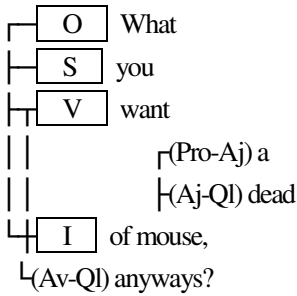 O What
S you
V want
(Pro-Aj) a
(Aj-Ql) dead
I of mouse,
(Av-Ql) anyways?